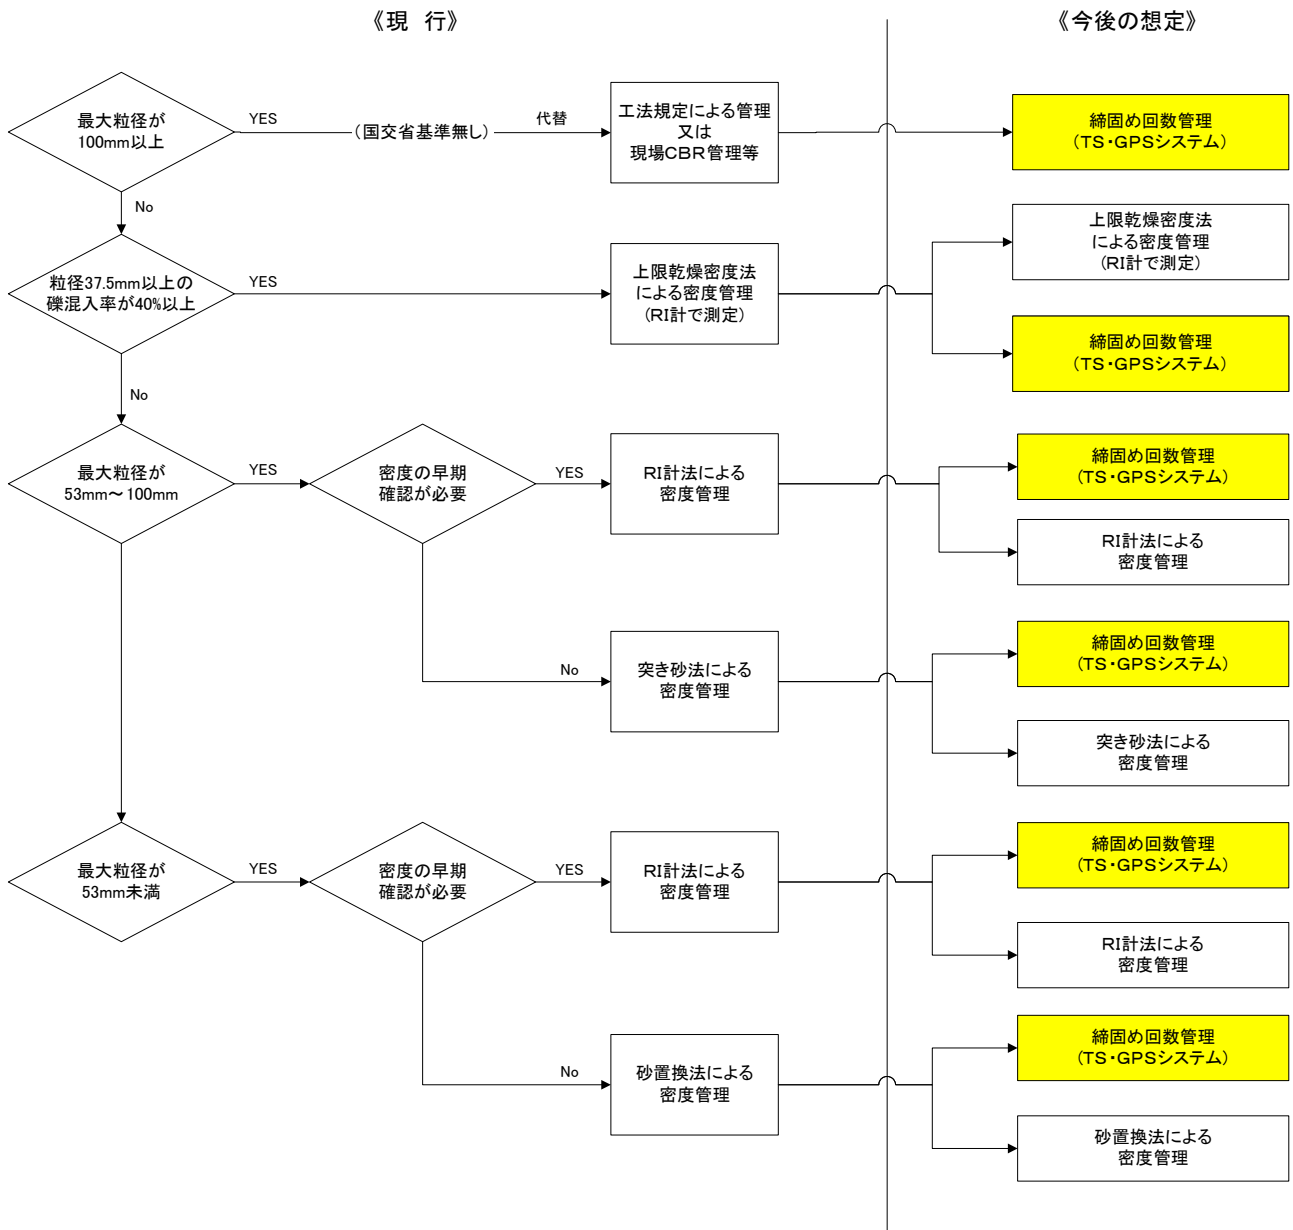 《現　行》
《今後の想定》
最大粒径が
100mm以上
YES
（国交省基準無し）
代替
工法規定による管理
又は
現場CBR管理等
締固め回数管理
（TS・GPSシステム）
No
粒径37.5mm以上の
礫混入率が40%以上
YES
上限乾燥密度法
による密度管理
（RI計で測定）
上限乾燥密度法
による密度管理
（RI計で測定）
締固め回数管理
（TS・GPSシステム）
No
最大粒径が
53mm～100mm
YES
密度の早期
確認が必要
YES
RI計法による
密度管理
締固め回数管理
（TS・GPSシステム）
RI計法による
密度管理
No
突き砂法による
密度管理
締固め回数管理
（TS・GPSシステム）
突き砂法による
密度管理
最大粒径が
53mm未満
YES
密度の早期
確認が必要
YES
RI計法による
密度管理
締固め回数管理
（TS・GPSシステム）
RI計法による
密度管理
No
砂置換法による
密度管理
締固め回数管理
（TS・GPSシステム）
砂置換法による
密度管理